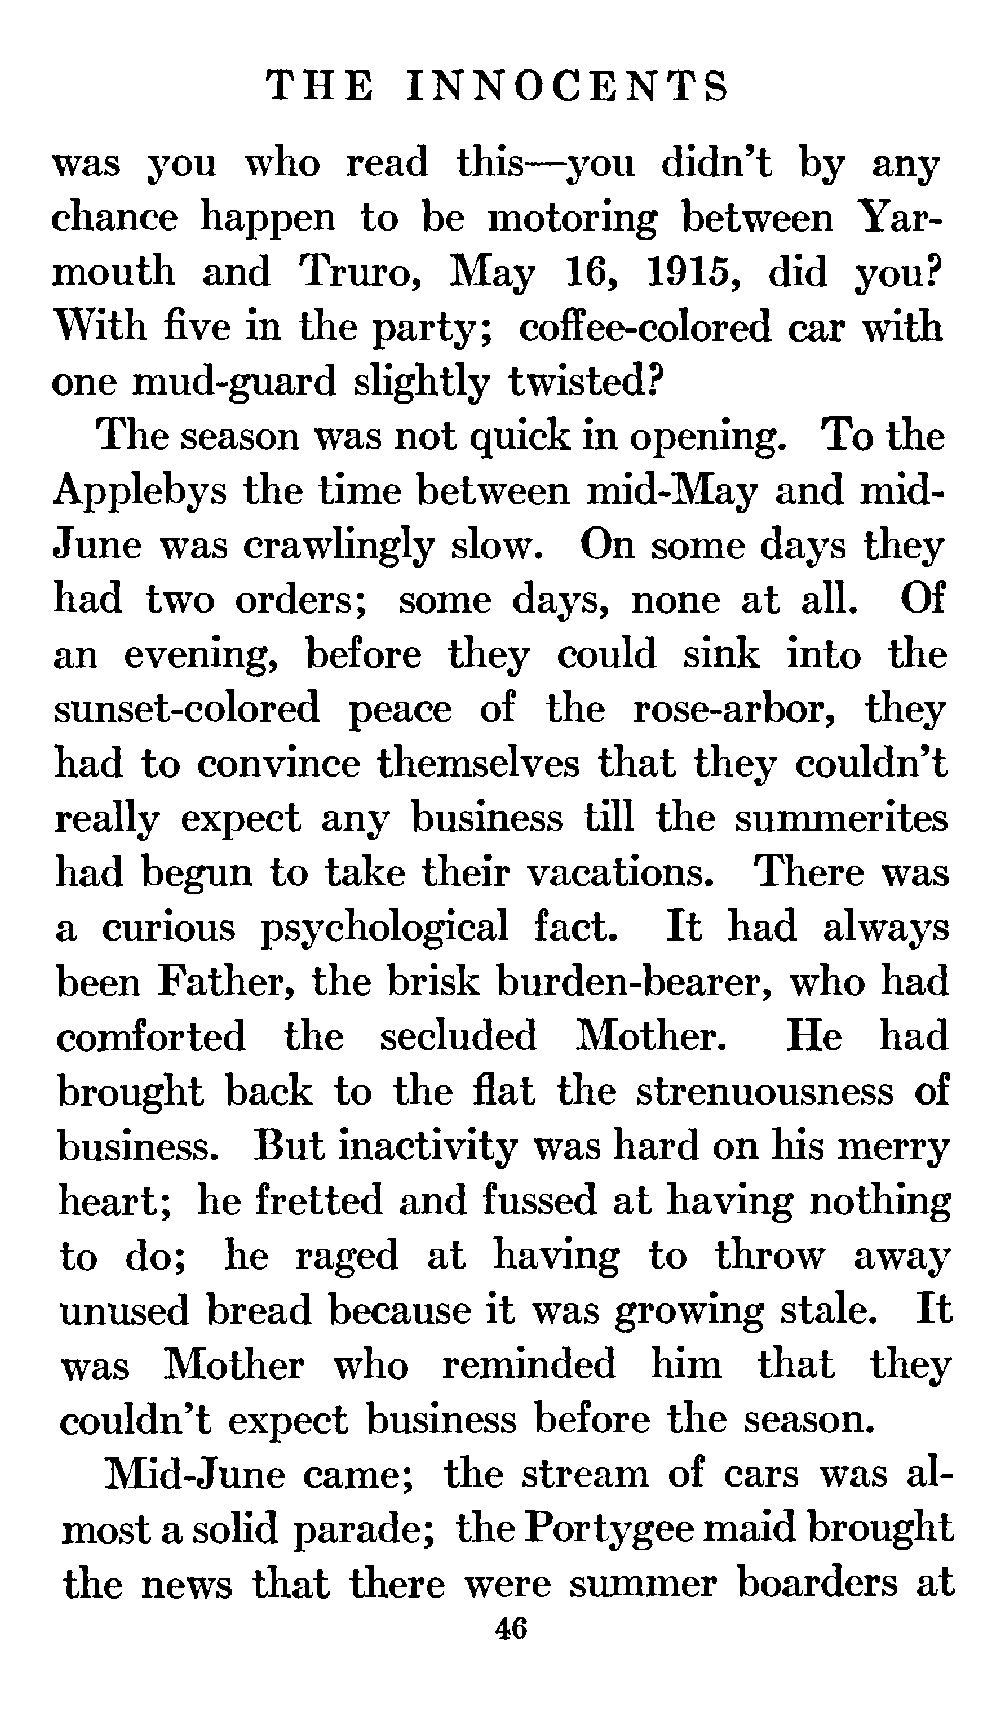 THE INNOCENTS
was you who read this—you didn't by any
chance happen to be motoring between Yar-
mouth and Truro, May 16, 1915, did you?
With five in the party; coffee-colored car with
one mud-guard slightly twisted?
The season was not quick in opening. To the
Applebys the time between mid-May and mid-
June was crawlingly slow. On some days they
had two orders; some days, none at all. Of
an evening, before they could sink into the
sunset-colored peace of the rose-arbor, they
had to convince themselves that they couldn't
really expect any business till the summerites
had begun to take their vacations. There was
a curious psychological fact. It had always
been Father, the brisk burden-bearer, who had
comforted the secluded Mother. He had
brought back to the flat the strenuousness of
business. But inactivity was hard on his merry
heart; he fretted and fussed at having nothing
to do; he raged at having to throw away
unused bread because it was growing stale. It
was Mother who reminded him that they
couldn't expect business before the season.
Mid-June came; the stream of cars was al-
most a solid parade; the Portygee maid brought
the news that there were summer boarders at
46